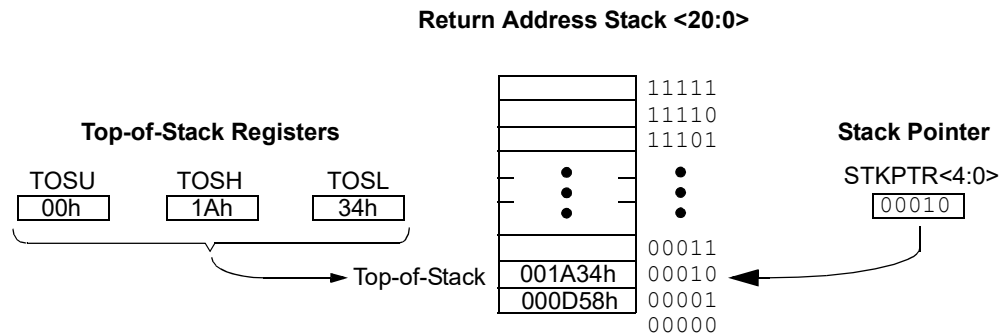 Return Address Stack <20:0>
11111
11110
Top-of-Stack Registers 11101 Stack Pointer
TOSU TOSH TOSL STKPTR<4:0>
00h 1Ah 34h 00010
00011
Top-of-Stack 001A34h 00010
000D58h 00001
00000